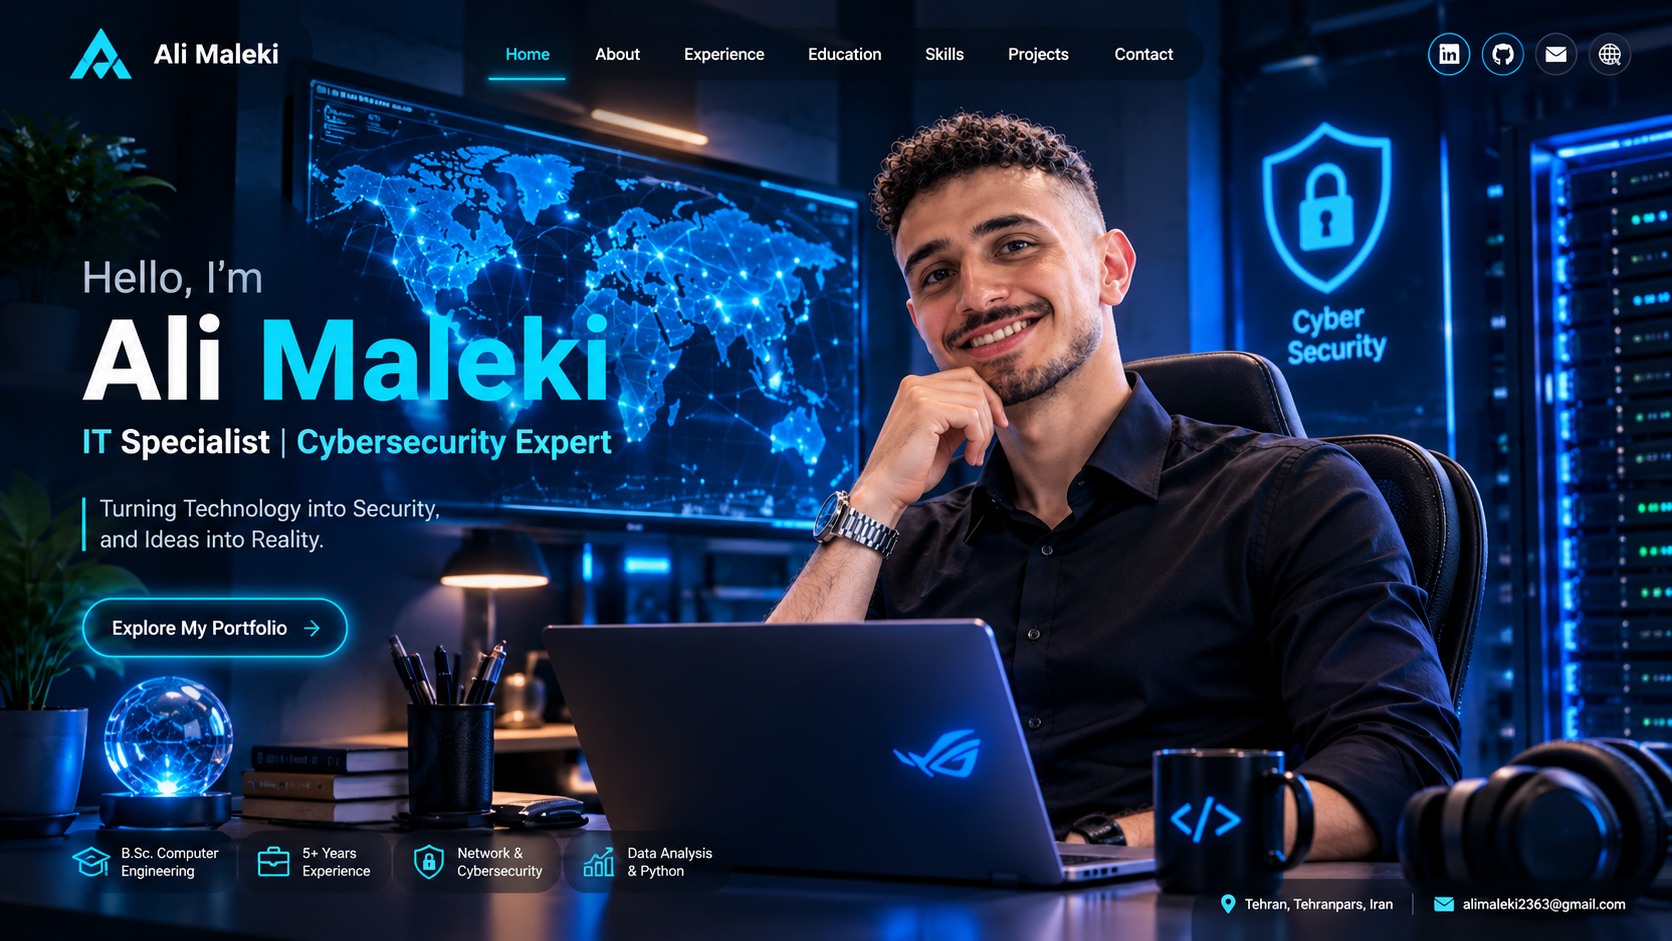 Ali Maleki
Home About Experience Education Skills Projects Contact
Cyber
Security
Hello, I'm
Ali Maleki
IT Specialist | Cybersecurity Expert
Turning Technology into Security,
and Ideas into Reality.
Explore My Portfolio →
</>
B.Sc. Computer
Engineering
5+ Years
Experience
Network &
Cybersecurity
Data Analysis
& Python
Tehran, Tehranpars, Iran | alimaleki2363@gmail.com